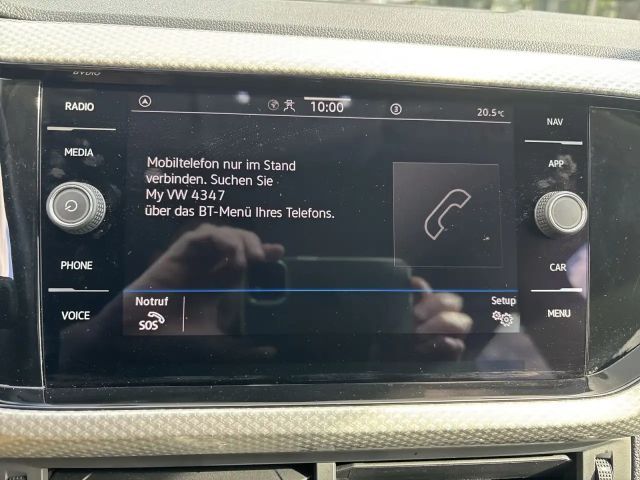 RADIO
MEDIA
PHONE
VOICE
10:00
3
20.5°C
Mobiltelefon nur im Stand
verbinden. Suchen Sie
My VW 4347
über das BT-Menü Ihres Telefons.
Notruf
SOS
Setup
NAV
APP
CAR
MENU